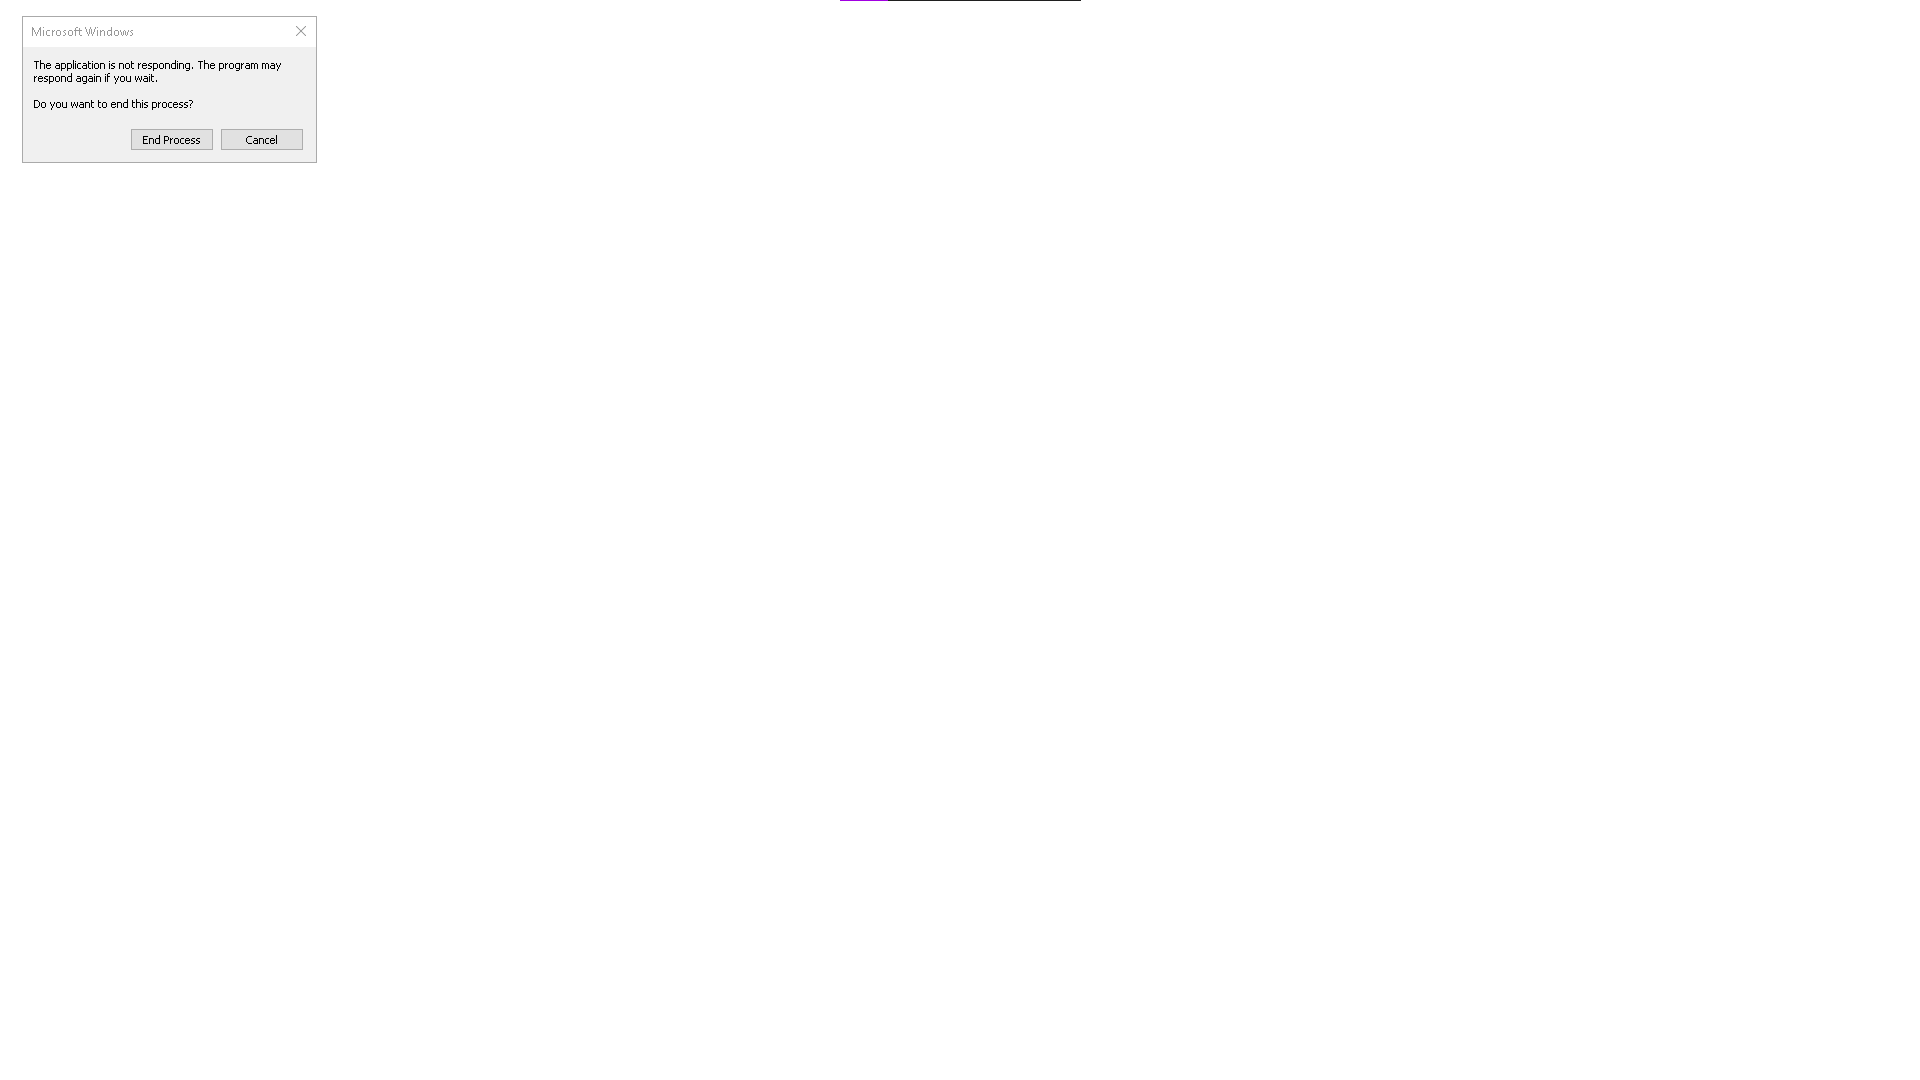 Microsoft Windows
The application is not responding. The program may
respond again if you wait.
Do you want to end this process?
End Process Cancel